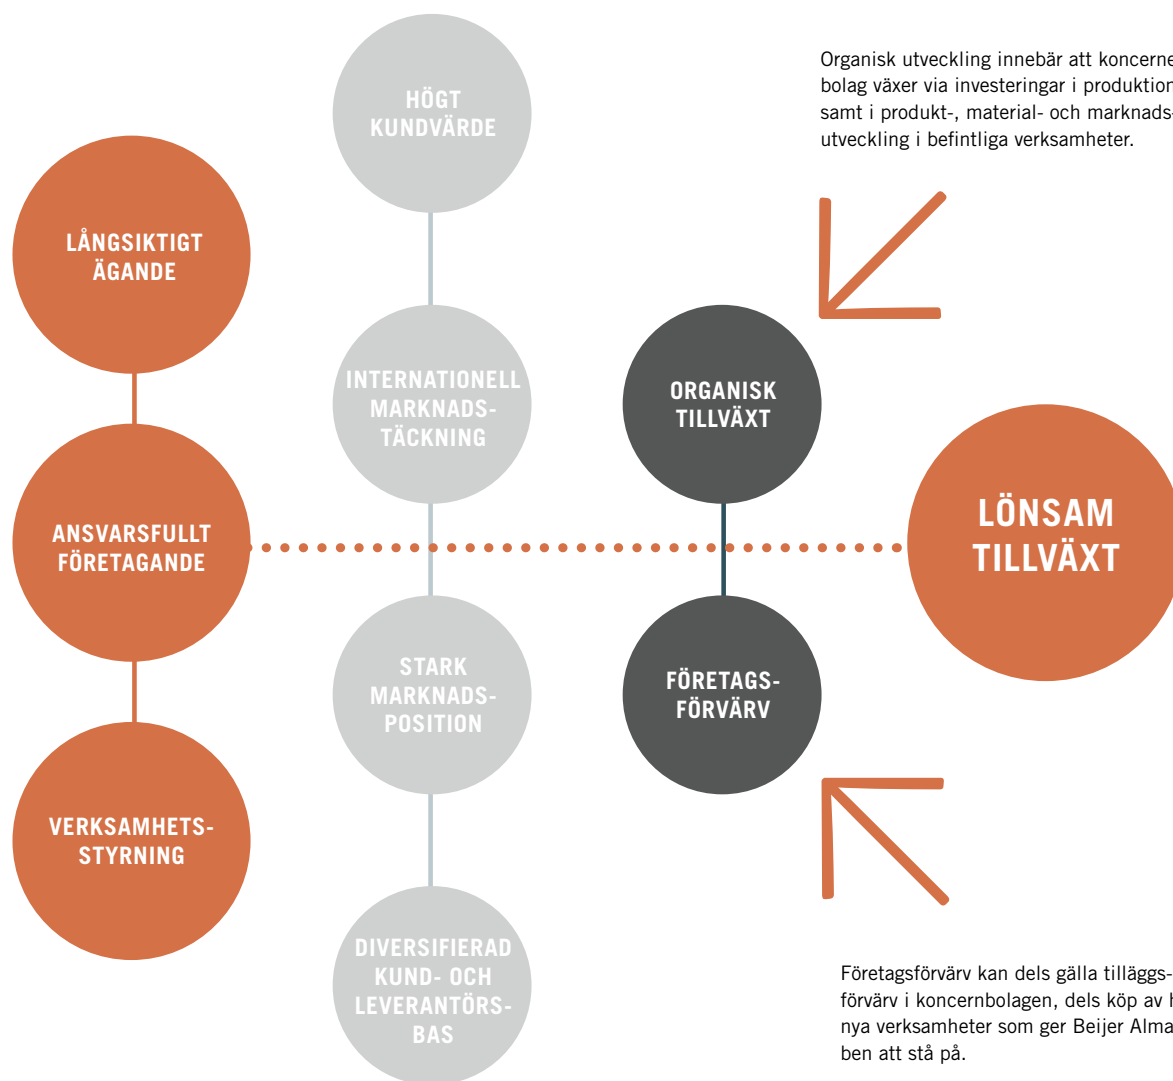 LÅNGSIKTIGT
ÄGANDE
ANSVARSFULLT
FÖRETAGANDE
VERKSAMHETS-
STYRNING
HÖGT
KUNDVÄRDE
INTERNATIONELL
MARKNADS-
TÄCKNING
STARK
MARKNADS-
POSITION
DIVERSIFIERAD
KUND- OCH
LEVERANTÖRS-
BAS
Organisk utveckling innebär att
bolag växer via investeringar i produktion
samt i produkt-, material- och marknads-
utveckling i befintliga verksamheter.
ORGANISK
TILLVÄXT
FÖRETAGS-
FÖRVÄRV
LÖNSAM
TILLVÄXT
Företagsförvärv kan dels gälla tilläggs-
förvärv i koncernbolagen, dels köp av
nya verksamheter som ger Beijer Alma
ben att stå på.